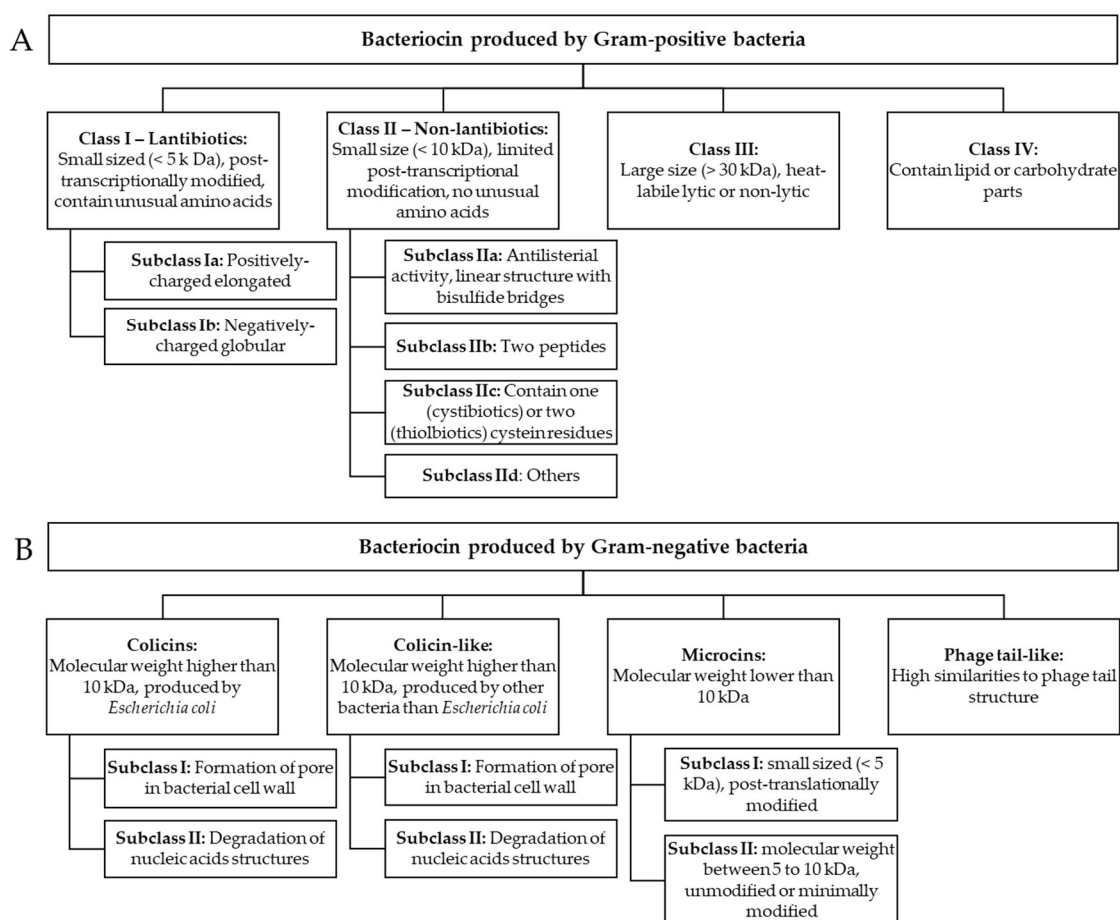 A
Bacteriocin produced by Gram-positive bacteria
Class I – Lantibiotics:
Small sized (< 5 k Da), post-
transcriptionally modified,
contain unusual amino acids
Subclass Ia: Positively-
charged elongated
Subclass Ib: Negatively-
charged globular
Class II – Non-lantibiotics:
Small size (< 10 kDa), limited
post-transcriptional
modification, no unusual
amino acids
Subclass IIa: Antilisterial
activity, linear structure with
bisulfide bridges
Subclass IIb: Two peptides
Subclass IIc: Contain one
(cystibiotics) or two
(thiolbiotics) cystein residues
Subclass IId: Others
Class III:
Large size (> 30 kDa), heat-
labile lytic or non-lytic
Class IV:
Contain lipid or carbohydrate
parts
B
Bacteriocin produced by Gram-negative bacteria
Colicins:
Molecular weight higher than
10 kDa, produced by
Escherichia coli
Subclass I: Formation of pore
in bacterial cell wall
Subclass II: Degradation of
nucleic acids structures
Colicin-like:
Molecular weight higher than
10 kDa, produced by other
bacteria than Escherichia coli
Subclass I: Formation of pore
in bacterial cell wall
Subclass II: Degradation of
nucleic acids structures
Microcins:
Molecular weight lower than
10 kDa
Subclass I: small sized (< 5
kDa), post-translationally
modified
Subclass II: molecular weight
between 5 to 10 kDa,
unmodified or minimally
modified
Phage tail-like:
High similarities to phage tail
structure